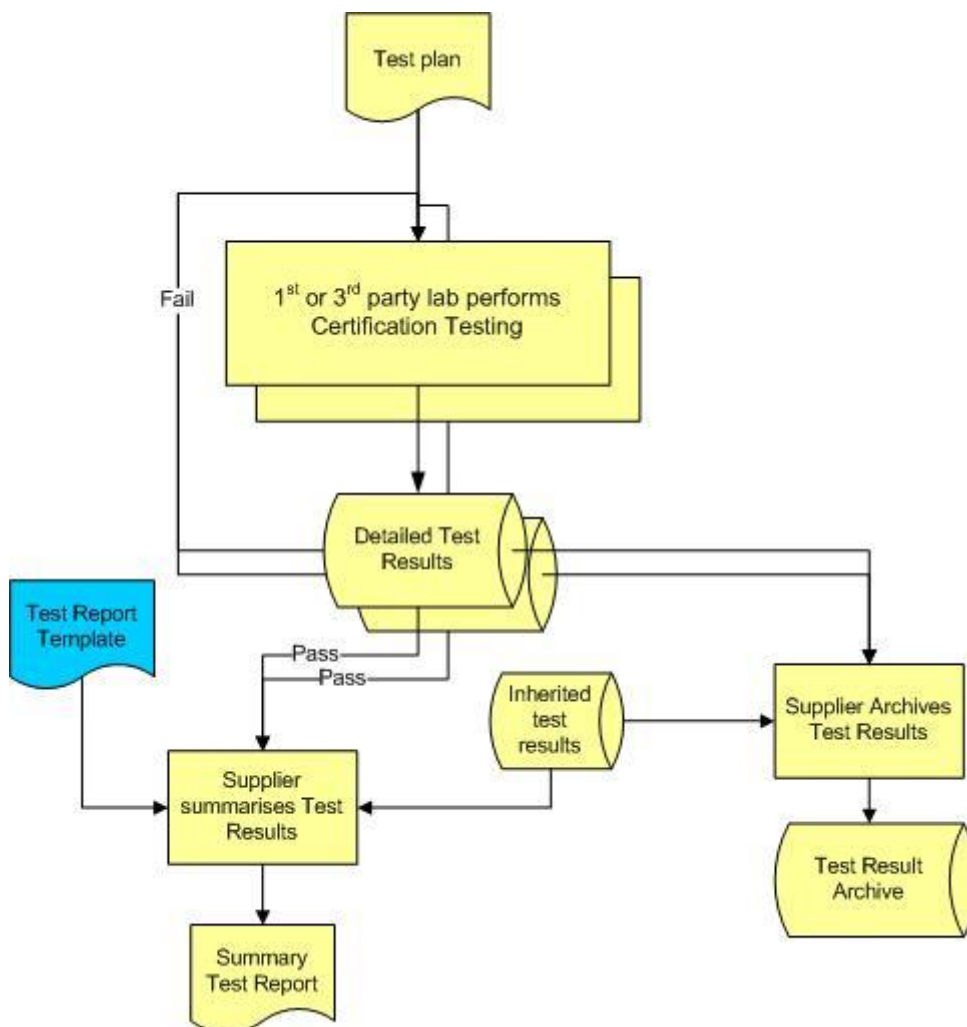 Test plan
Fail
1st or 3rd party lab performs
Certification Testing
Detailed Test
Results
Test Report
Template
Pass
Pass
Inherited
test
results
Supplier Archives
Test Results
Supplier
summarises Test
Results
Test Result
Archive
Summary
Test Report